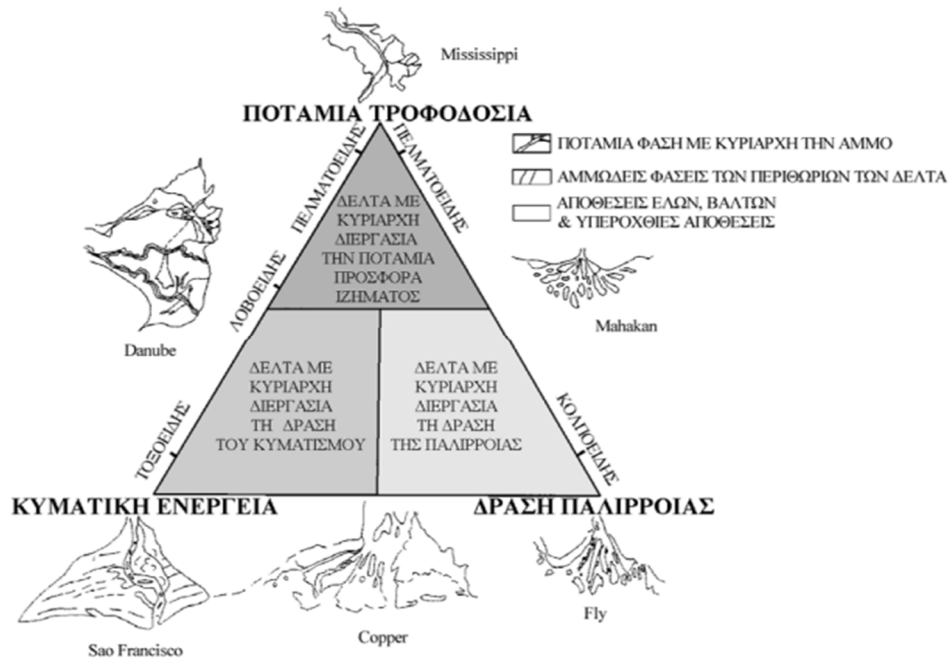 Mississippi
ΠΟΤΑΜΙΑ ΤΡΟΦΟΔΟΣΙΑ
ΠΕΛΜΑΤΟΕΙΔΗΣ
ΠΕΛΜΑΤΟΕΙΔΗΣ
ΛΟΒΟΕΙΔΗΣ
ΤΟΞΟΕΙΔΗΣ
ΚΟΛΠΟΕΙΔΗΣ
ΠΟΤΑΜΙΑ ΦΑΣΗ ΜΕ ΚΥΡΙΑΡΧΗ ΤΗΝ ΑΜΜΟ
ΑΜΜΩΔΕΙΣ ΦΑΣΕΙΣ ΤΩΝ ΠΕΡΙΘΩΡΙΩΝ ΤΩΝ ΔΕΛΤΑ
ΑΠΟΘΕΣΕΙΣ ΕΛΩΝ, ΒΑΛΤΩΝ
& ΥΠΕΡΟΧΘΙΕΣ ΑΠΟΘΕΣΕΙΣ
ΔΕΛΤΑ ΜΕ
ΚΥΡΙΑΡΧΗ
ΔΙΕΡΓΑΣΙΑ
ΤΗΝ ΠΟΤΑΜΙΑ
ΠΡΟΣΦΟΡΑ
ΙΖΗΜΑΤΟΣ
Danube
Mahakan
ΔΕΛΤΑ ΜΕ
ΚΥΡΙΑΡΧΗ
ΔΙΕΡΓΑΣΙΑ
ΤΗ ΔΡΑΣΗ
ΤΟΥ ΚΥΜΑΤΙΣΜΟΥ
ΔΕΛΤΑ ΜΕ
ΚΥΡΙΑΡΧΗ
ΔΙΕΡΓΑΣΙΑ
ΤΗ ΔΡΑΣΗ
ΤΗΣ ΠΑΛΙΡΡΟΙΑΣ
ΚΥΜΑΤΙΚΗ ΕΝΕΡΓΕΙΑ
ΔΡΑΣΗ ΠΑΛΙΡΡΟΙΑΣ
Sao Francisco
Copper
Fly